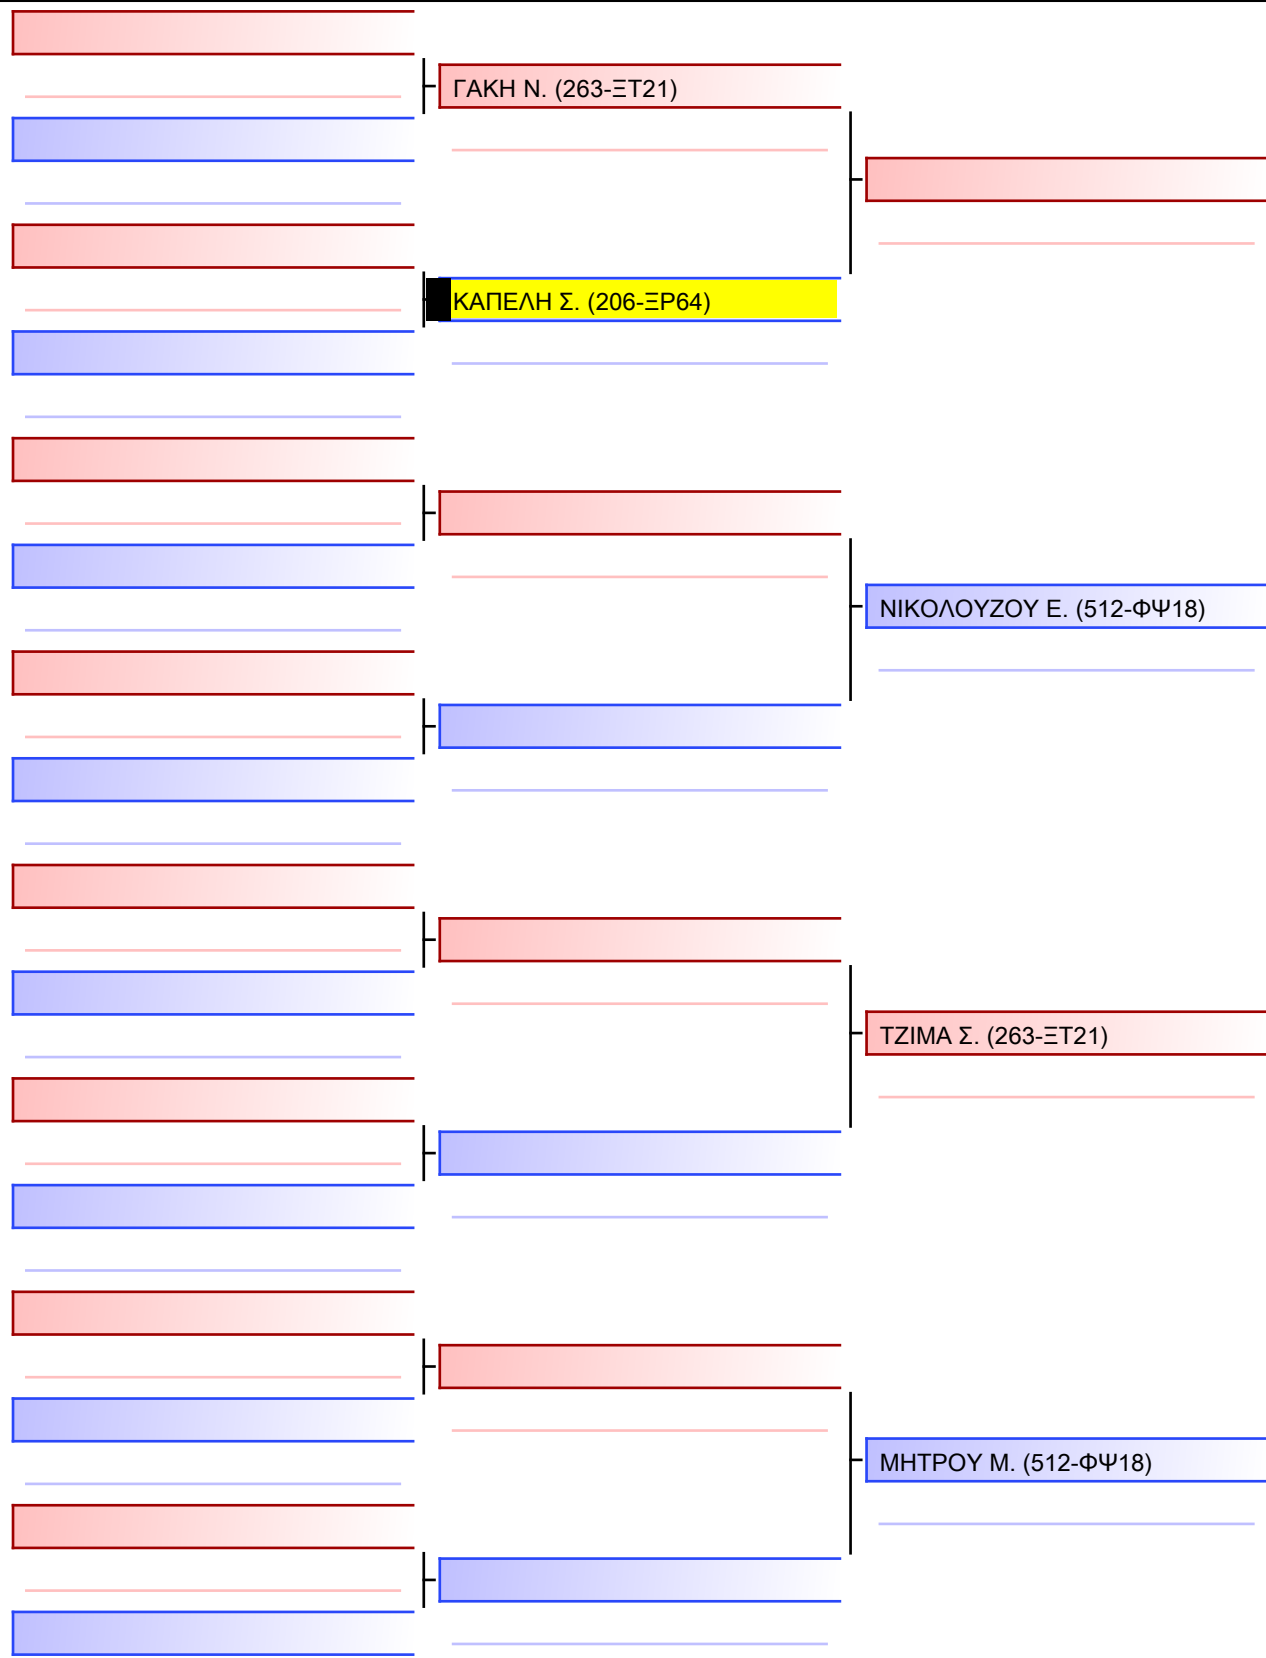 ΓΑΚΗ Ν. (263-ΞΤ21)
ΚΑΠΕΛΗ Σ. (206-ΞΡ64)
ΝΙΚΟΛΟΥΖΟΥ Ε. (512-ΦΨ18)
ΤΖΙΜΑ Σ. (263-ΞΤ21)
ΜΗΤΡΟΥ Μ. (512-ΦΨ18)